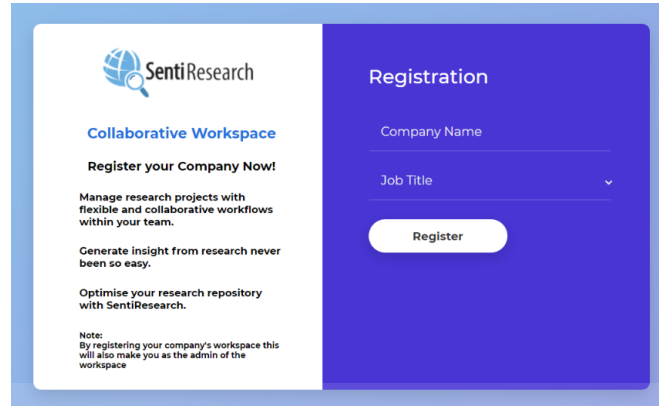 SentiResearch
Collaborative Workspace
Register your Company Now!
Manage research projects with
flexible and collaborative workflows
within your team.
Generate insight from research never
been so easy.
Optimise your research repository
with SentiResearch.
Note:
By registering your company's workspace this
will also make you as the admin of the
workspace
Registration
Company Name
Job Title
Register